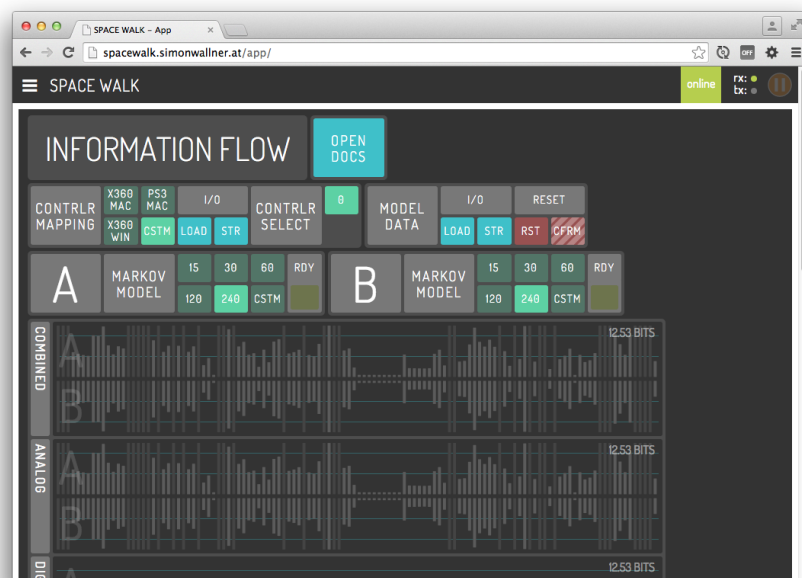 SPACE WALK - App
spacewalk.simonwallner.at/app/
OFF
SPACE WALK
online
rx:
tx:
INFORMATION FLOW
OPEN
DOCS
CONTRLR
MAPPING
X360
MAC
PS3
MAC
X360
WIN
CSTM
I/O
LOAD
STR
CONTRLR
SELECT
0
MODEL
DATA
I/O
LOAD
STR
RESET
RST
CFRM
A
MARKOV
MODEL
15
30
60
RDY
120
240
CSTM
B
MARKOV
MODEL
15
30
60
RDY
120
240
CSTM
COMBINED
A
B
12.53 BITS
ANALOG
A
B
12.53 BITS
DIG
A
12.53 BITS